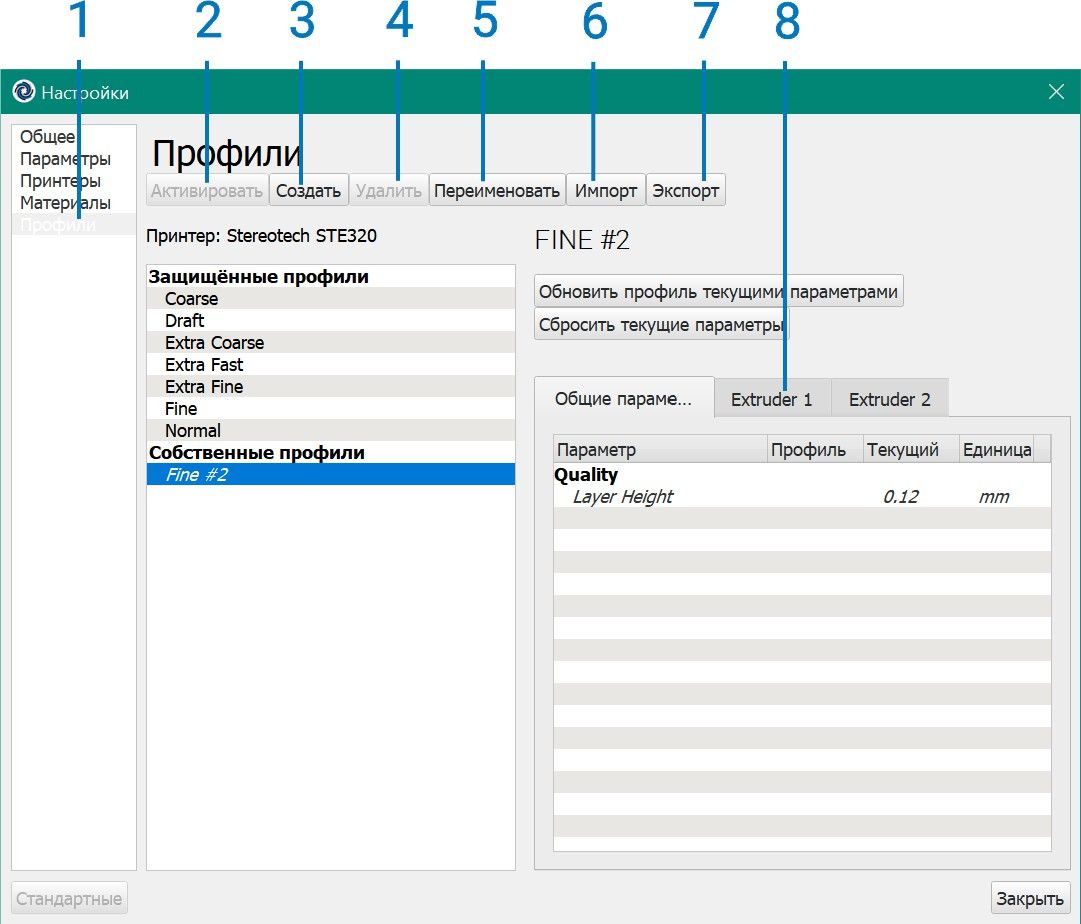 1 2 3 4 5 6 7 8
Настройки
Общее
Параметры
Принтеры
Материалы
Профили
Профили
Активировать Создать Удалить Переименовать Импорт Экспорт
Принтер: Stereotech STE320
Защищённые профили
Coarse
Draft
Extra Coarse
Extra Fast
Extra Fine
Fine
Normal
Собственные профили
Fine #2
FINE #2
Обновить профиль текущими параметрами
Сбросить текущие параметры
Общие параме... Extruder 1 Extruder 2
Параметр Профиль Текущий Единица
Quality
Layer Height 0.12 mm
Стандартные Закрыть